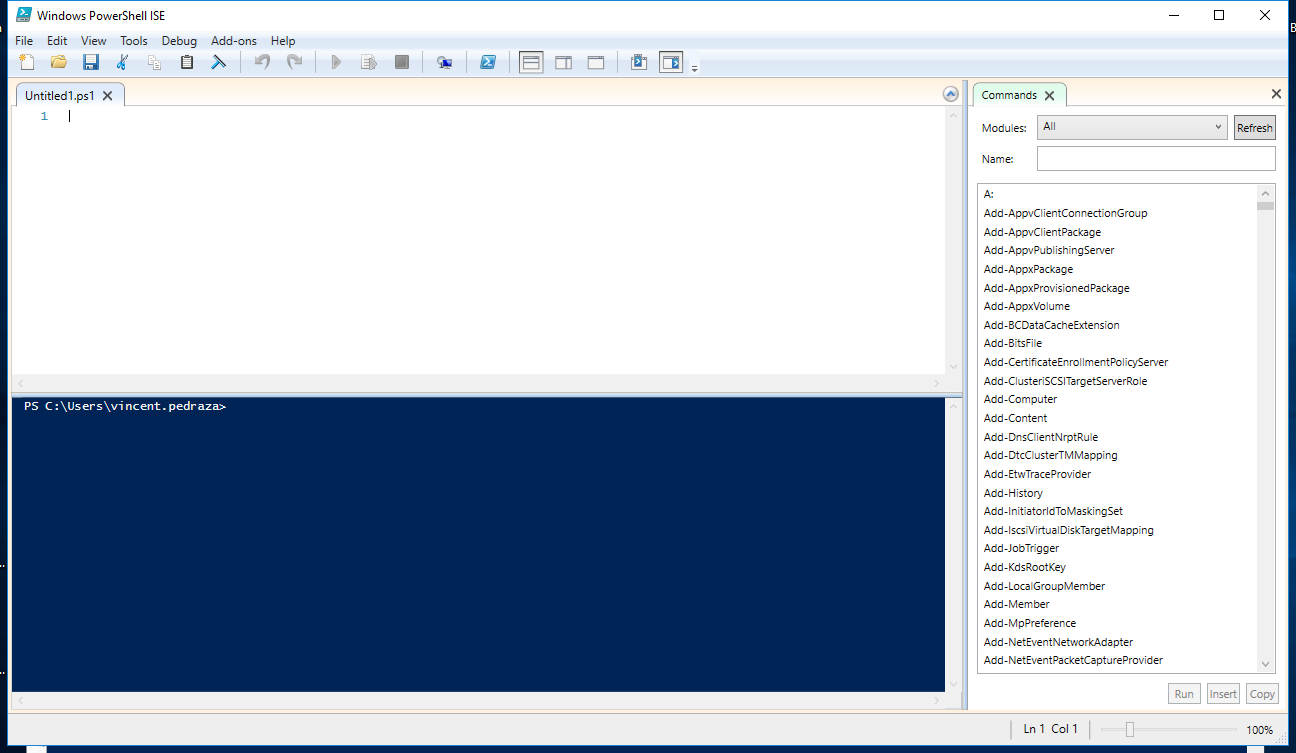 Windows PowerShell ISE
File Edit View Tools Debug Add-ons Help
Untitled1.ps1
1
PS C:\Users\vincent.pedraza>
Commands
Modules: All Refresh
Name:
A:
Add-AppvClientConnectionGroup
Add-AppvClientPackage
Add-AppvPublishingServer
Add-AppxPackage
Add-AppxProvisionedPackage
Add-AppxVolume
Add-BCDataCacheExtension
Add-BitsFile
Add-CertificateEnrollmentPolicyServer
Add-ClusteriSCSITargetServerRole
Add-Computer
Add-Content
Add-DnsClientNrptRule
Add-DtcClusterTMMapping
Add-EtwTraceProvider
Add-History
Add-InitiatorIdToMaskingSet
Add-IscsiVirtualDiskTargetMapping
Add-JobTrigger
Add-KdsRootKey
Add-LocalGroupMember
Add-Member
Add-MpPreference
Add-NetEventNetworkAdapter
Add-NetEventPacketCaptureProvider
Run Insert Copy
Ln 1 Col 1 100%